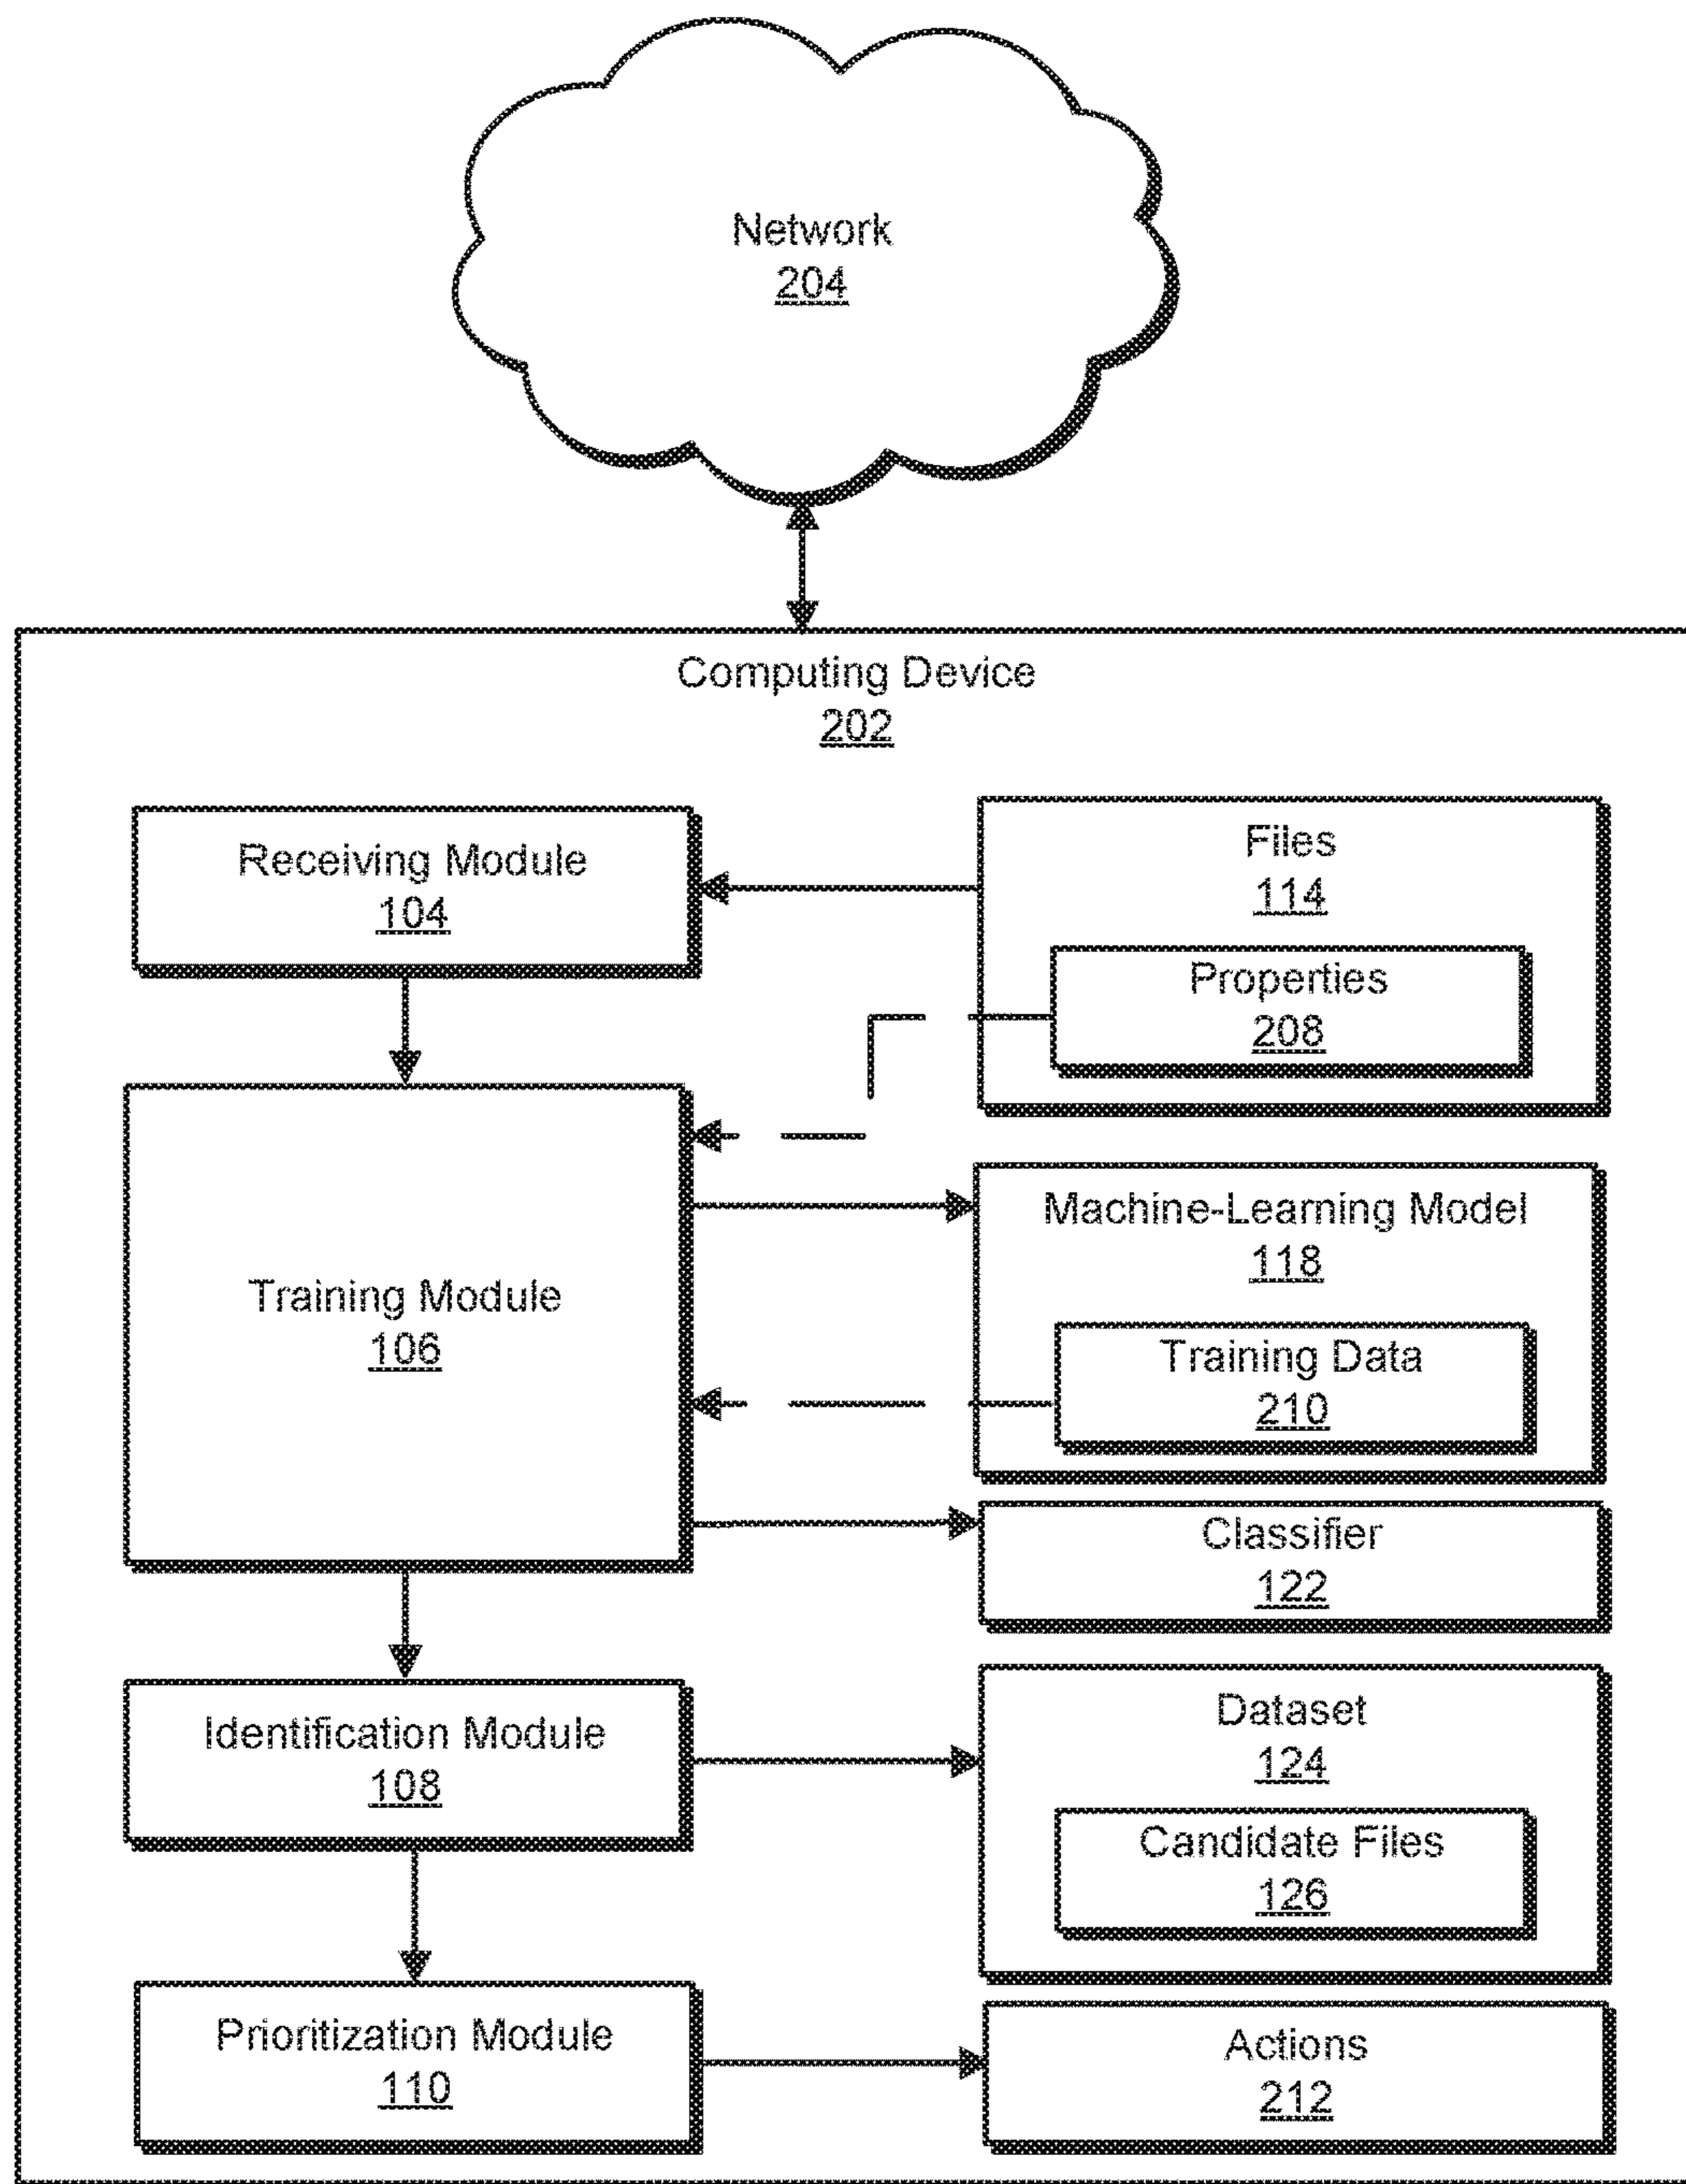 Network
204
Computing Device
202
Receiving Module
104
Files
114
Properties
208
Training Module
106
Machine-Learning Model
118
Training Data
210
Classifier
122
Identification Module
108
Dataset
124
Candidate Files
126
Prioritization Module
110
Actions
212